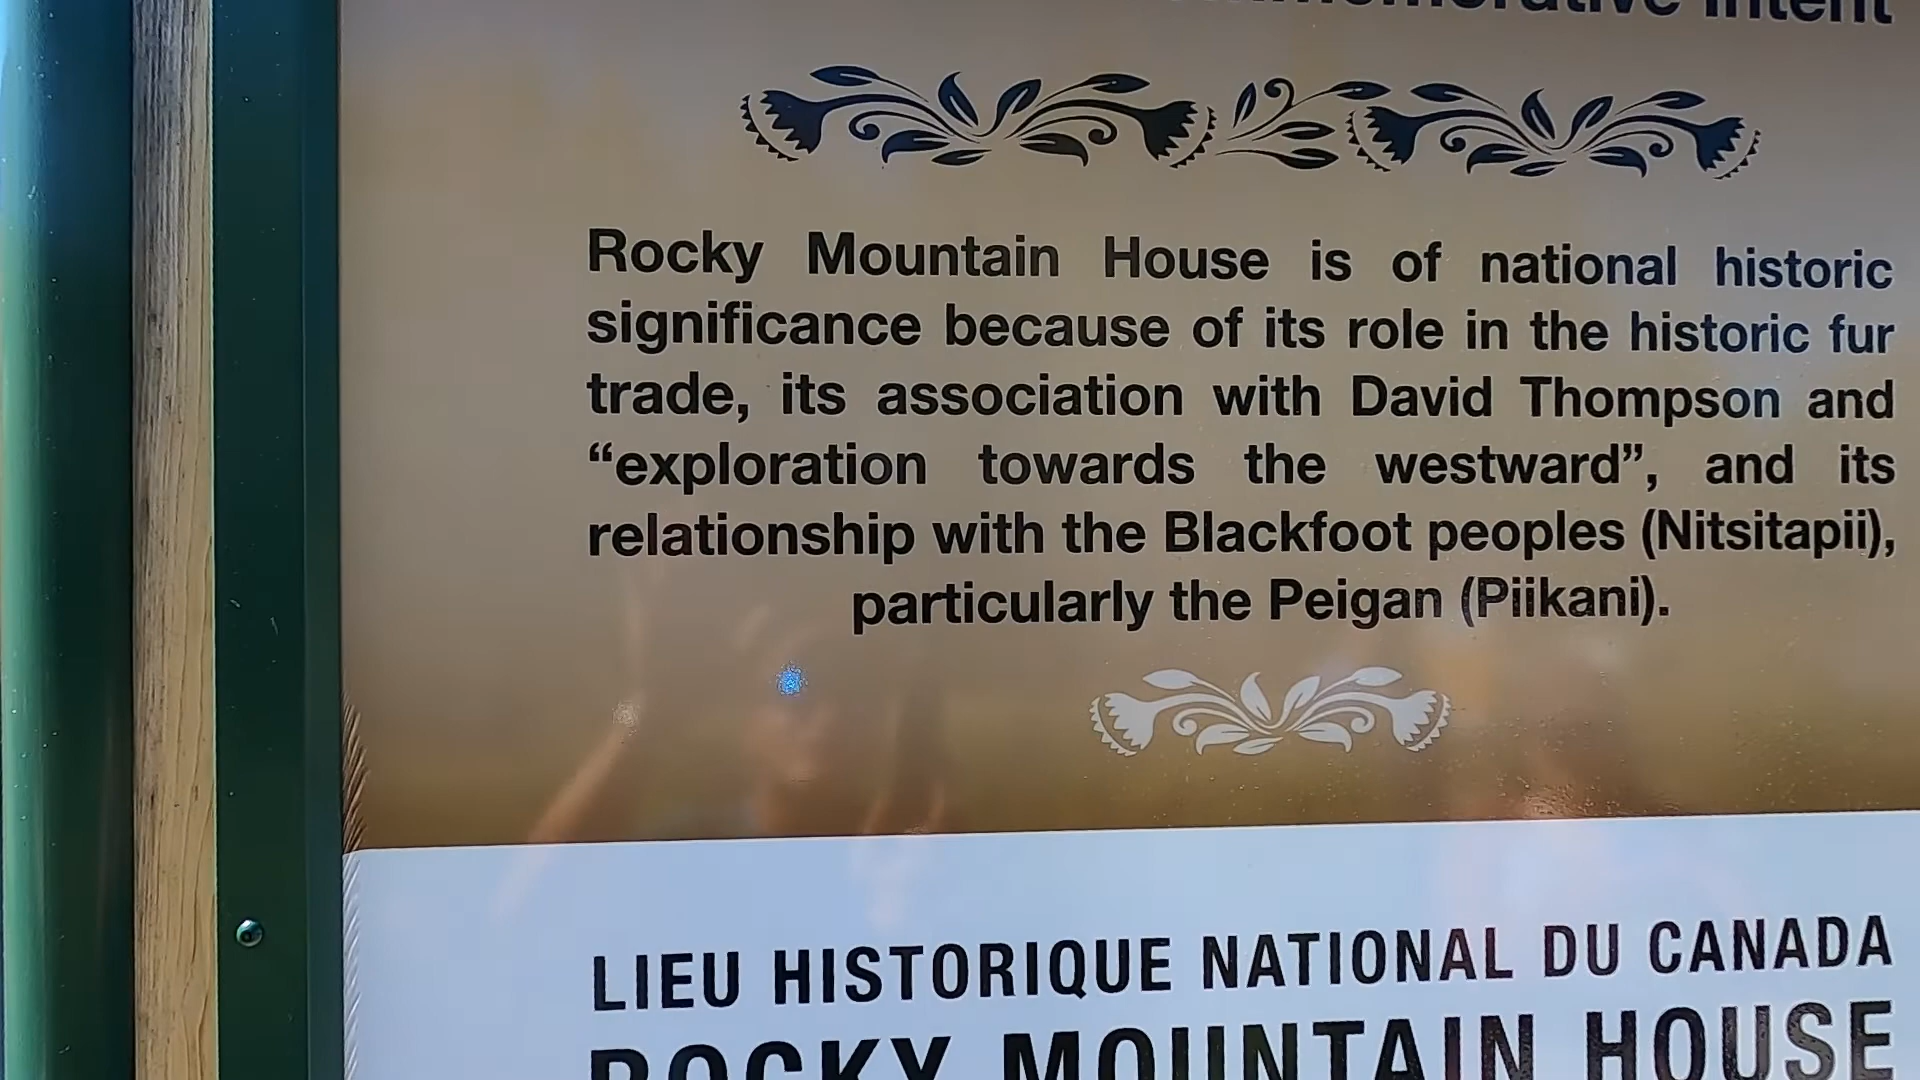 Commemorative Intent
Rocky Mountain House is of national historic
significance because of its role in the historic fur
trade, its association with David Thompson and
“exploration towards the westward”, and its
relationship with the Blackfoot peoples (Nitsitapii),
particularly the Peigan (Piikani).
LIEU HISTORIQUE NATIONAL DU CANADA
ROCKY MOUNTAIN HOUSE